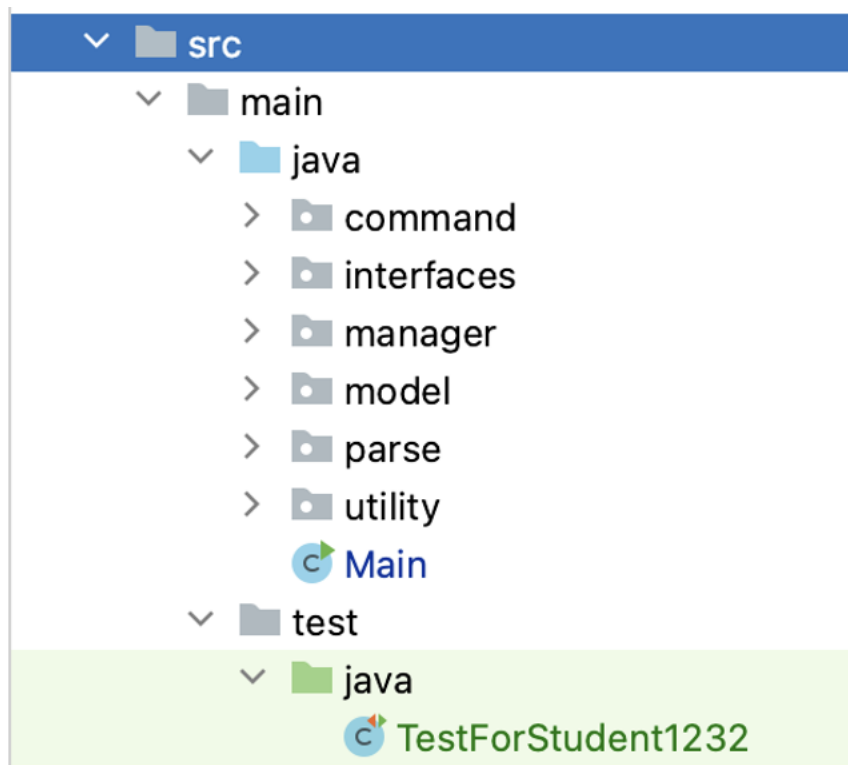 src
main
java
command
interfaces
manager
model
parse
utility
C Main
test
java
C TestForStudent1232